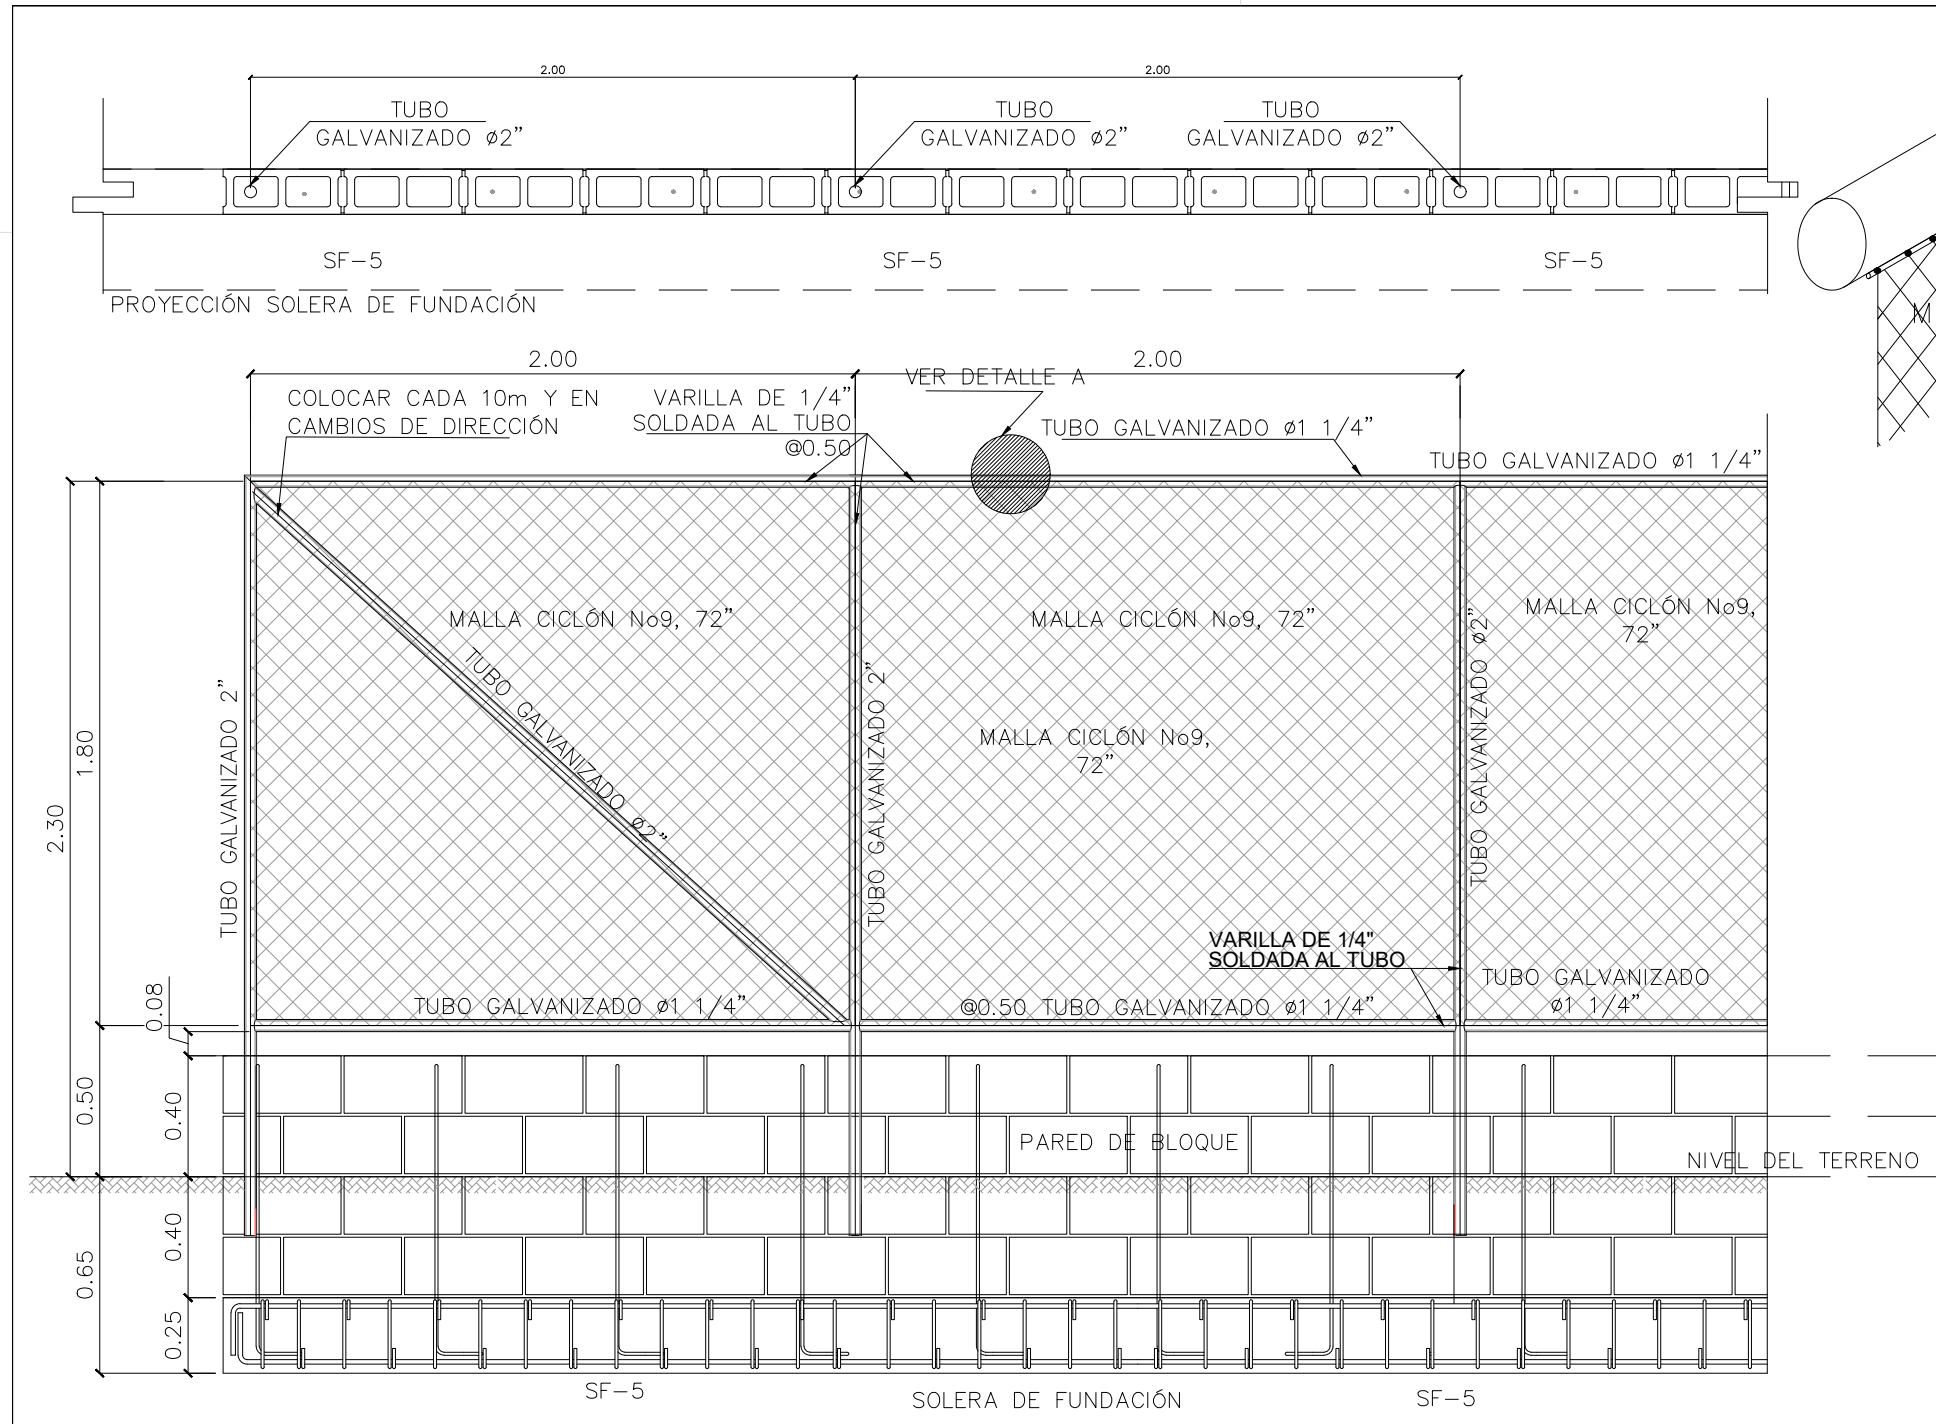 2.00
2.00
TUBO
GALVANIZADO ø2"
TUBO
GALVANIZADO ø2"
TUBO
GALVANIZADO ø2"
SF-5
SF-5
SF-5
PROYECCIÓN SOLERA DE FUNDACIÓN
M
2.00
2.00
COLOCAR CADA 10m Y EN
CAMBIOS DE DIRECCIÓN
VARILLA DE 1/4"
SOLDADA AL TUBO
@0.50
VER DETALLE A
TUBO GALVANIZADO ø1 1/4"
TUBO GALVANIZADO ø1 1/4"
MALLA CICLÓN No9, 72"
MALLA CICLÓN No9, 72"
MALLA CICLÓN No9,
72"
MALLA CICLÓN No9,
72"
TUBO GALVANIZADO 2"
TUBO GALVANIZADO ø2"
TUBO GALVANIZADO 2"
TUBO GALVANIZADO ø2"
1.80
2.30
VARILLA DE 1/4"
SOLDADA AL TUBO
TUBO GALVANIZADO
ø1 1/4"
TUBO GALVANIZADO ø1 1/4"
@0.50 TUBO GALVANIZADO ø1 1/4"
0.08
0.50
0.40
PARED DE BLOQUE
NIVEL DEL TERRENO
0.40
0.65
0.25
SF-5
SOLERA DE FUNDACIÓN
SF-5